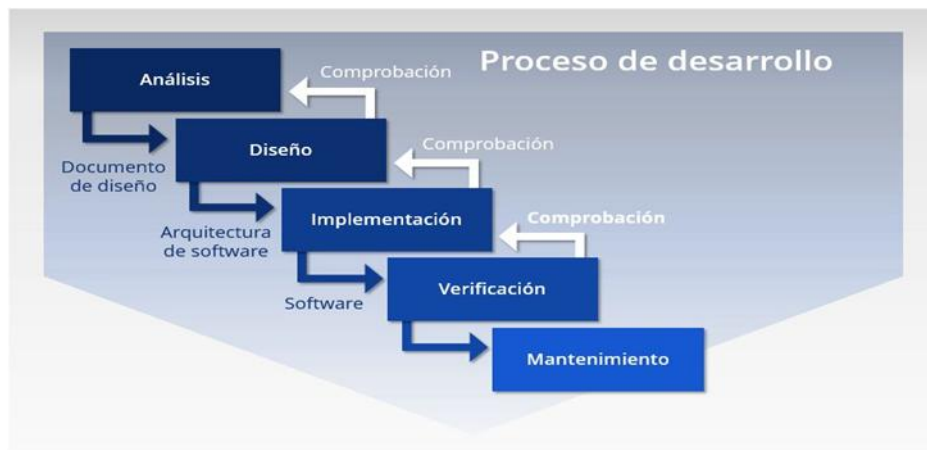 Proceso de desarrollo
Análisis
Comprobación
Documento
de diseño
Diseño
Comprobación
Arquitectura
de software
Implementación
Comprobación
Software
Verificación
Mantenimiento